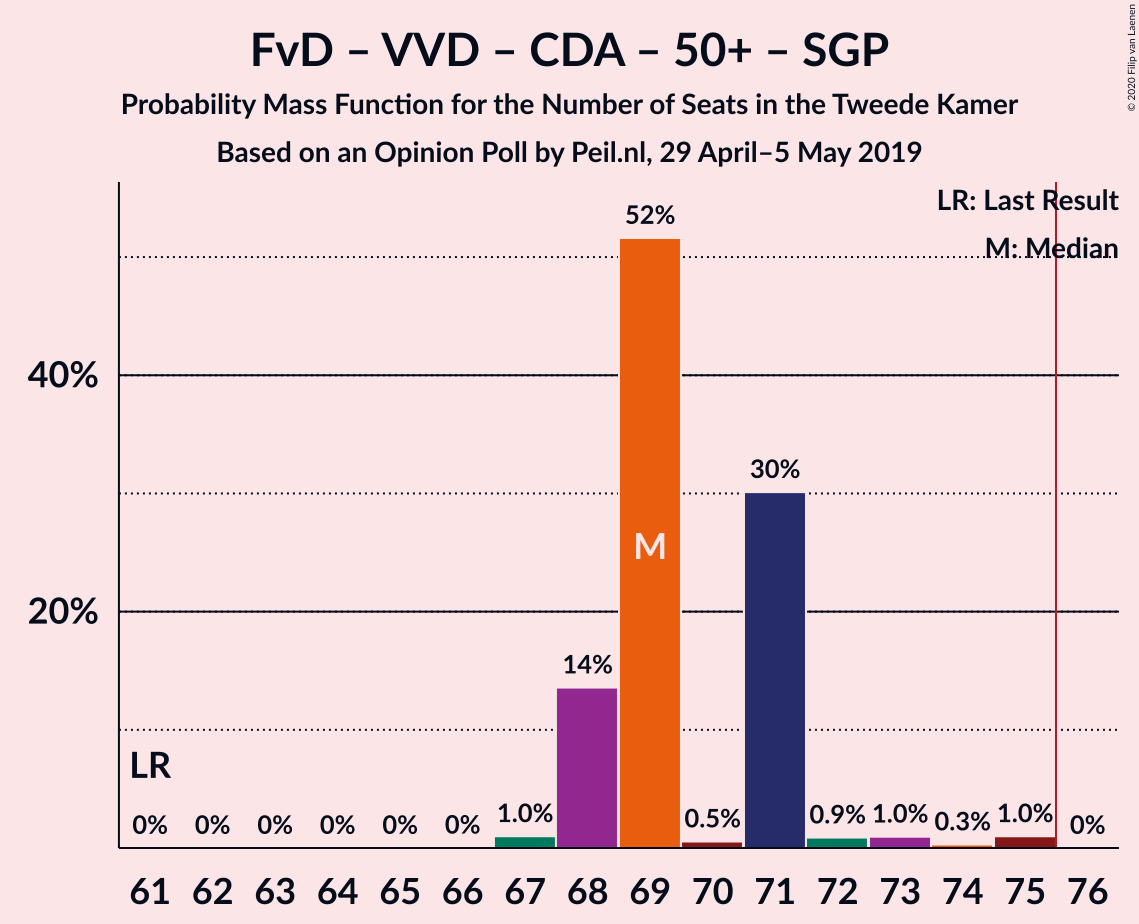 FvD – VVD – CDA – 50+ – SGP
Probability Mass Function for the Number of Seats in the Tweede Kamer
Based on an Opinion Poll by Peil.nl, 29 April–5 May 2019
© 2020 Filip van Laenen
LR: Last Result
M: Median
52%
40%
30%
M
20%
14%
LR
0% 0% 0% 0% 0% 0% 1.0% 0.5% 0.9% 1.0% 0.3% 1.0% 0%
61 62 63 64 65 66 67 68 69 70 71 72 73 74 75 76